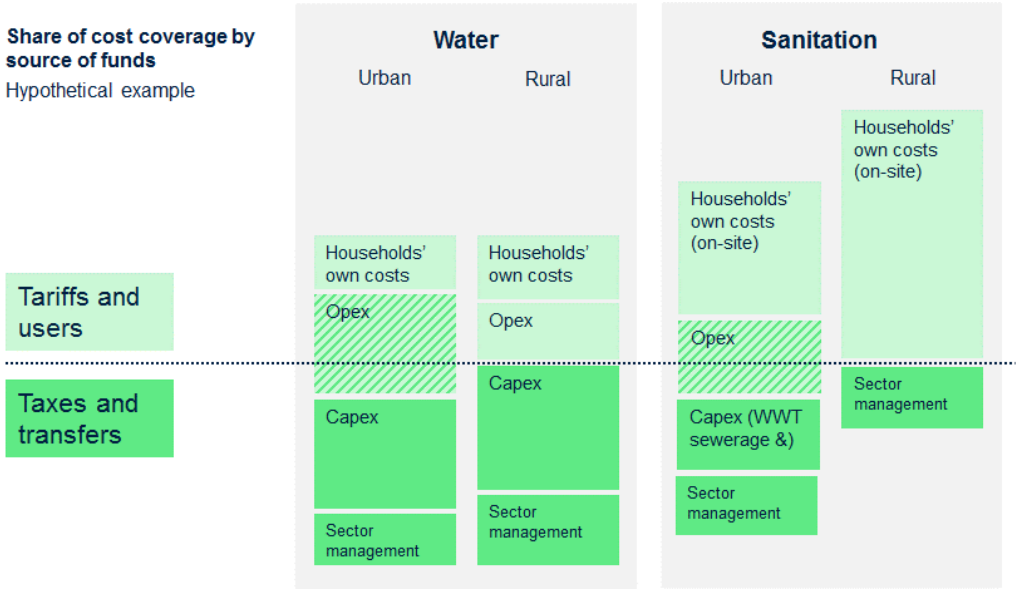 Share of cost coverage by
source of funds
Hypothetical example
Water
Urban
Rural
Sanitation
Urban
Rural
Tariffs and
users
Taxes and
transfers
Households’
own costs
Opex
Capex
Sector
management
Households’
own costs
Opex
Capex
Sector
management
Households’
own costs
(on-site)
Opex
Capex (WWT
sewerage &)
Sector
management
Households’
own costs
(on-site)
Sector
management